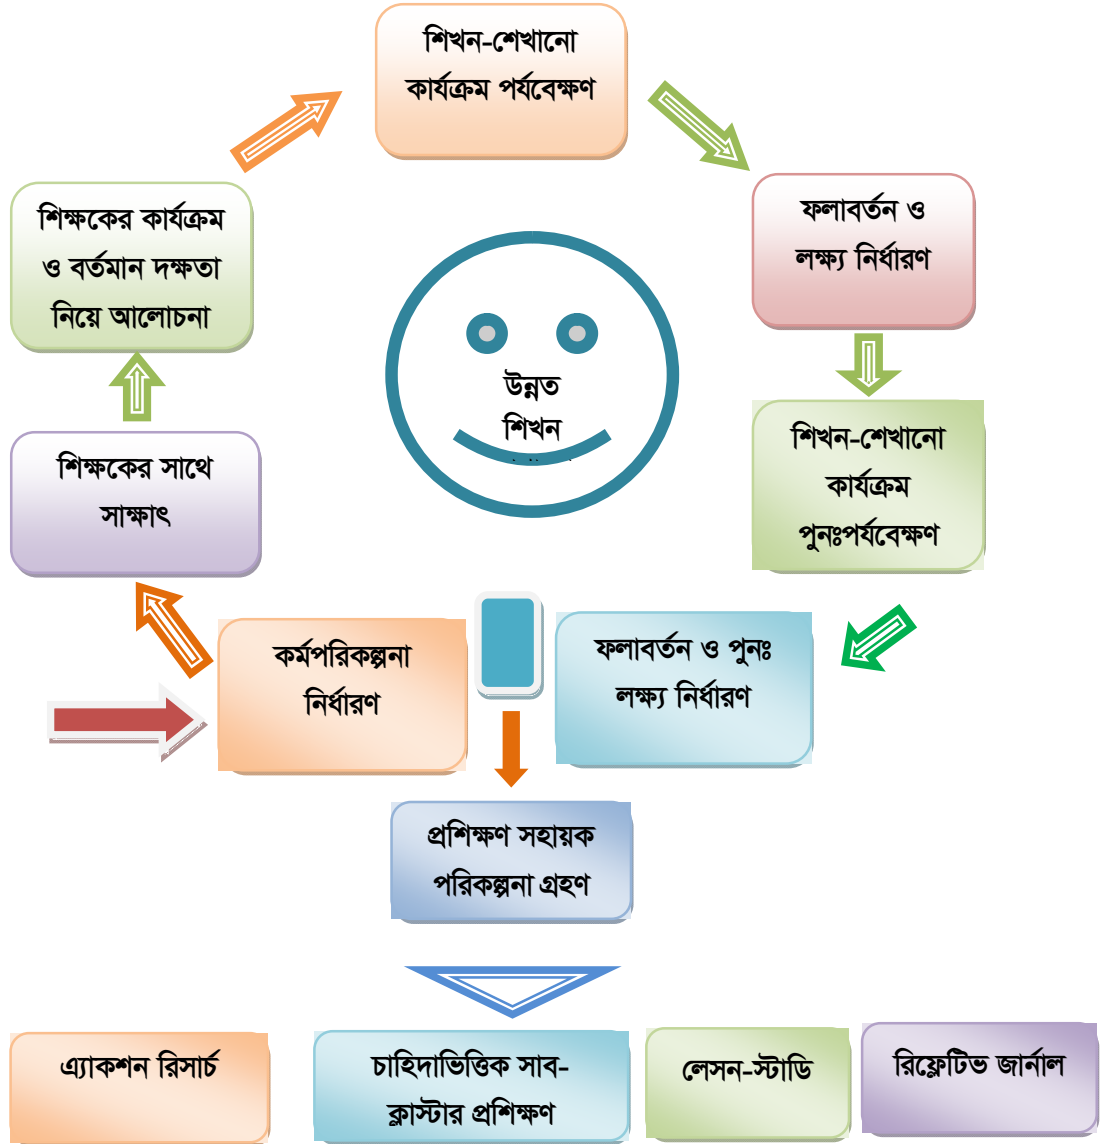 শিখন-শেখানো
কার্যক্রম পর্যবেক্ষণ
ফলাবর্তন ও
লক্ষ্য নির্ধারণ
শিখন-শেখানো
কার্যক্রম
পুনঃপর্যবেক্ষণ
ফলাবর্তন ও পুনঃ
লক্ষ্য নির্ধারণ
কর্মপরিকল্পনা
নির্ধারণ
শিক্ষকের সাথে
সাক্ষাৎ
শিক্ষকের কার্যক্রম
ও বর্তমান দক্ষতা
নিয়ে আলোচনা
উন্নত
শিখন
প্রশিক্ষণ সহায়ক
পরিকল্পনা গ্রহণ
এ্যাকশন রিসার্চ
চাহিদাভিত্তিক সাব-
ক্লাস্টার প্রশিক্ষণ
লেসন-স্টাডি
রিফ্লেটিভ জার্নাল